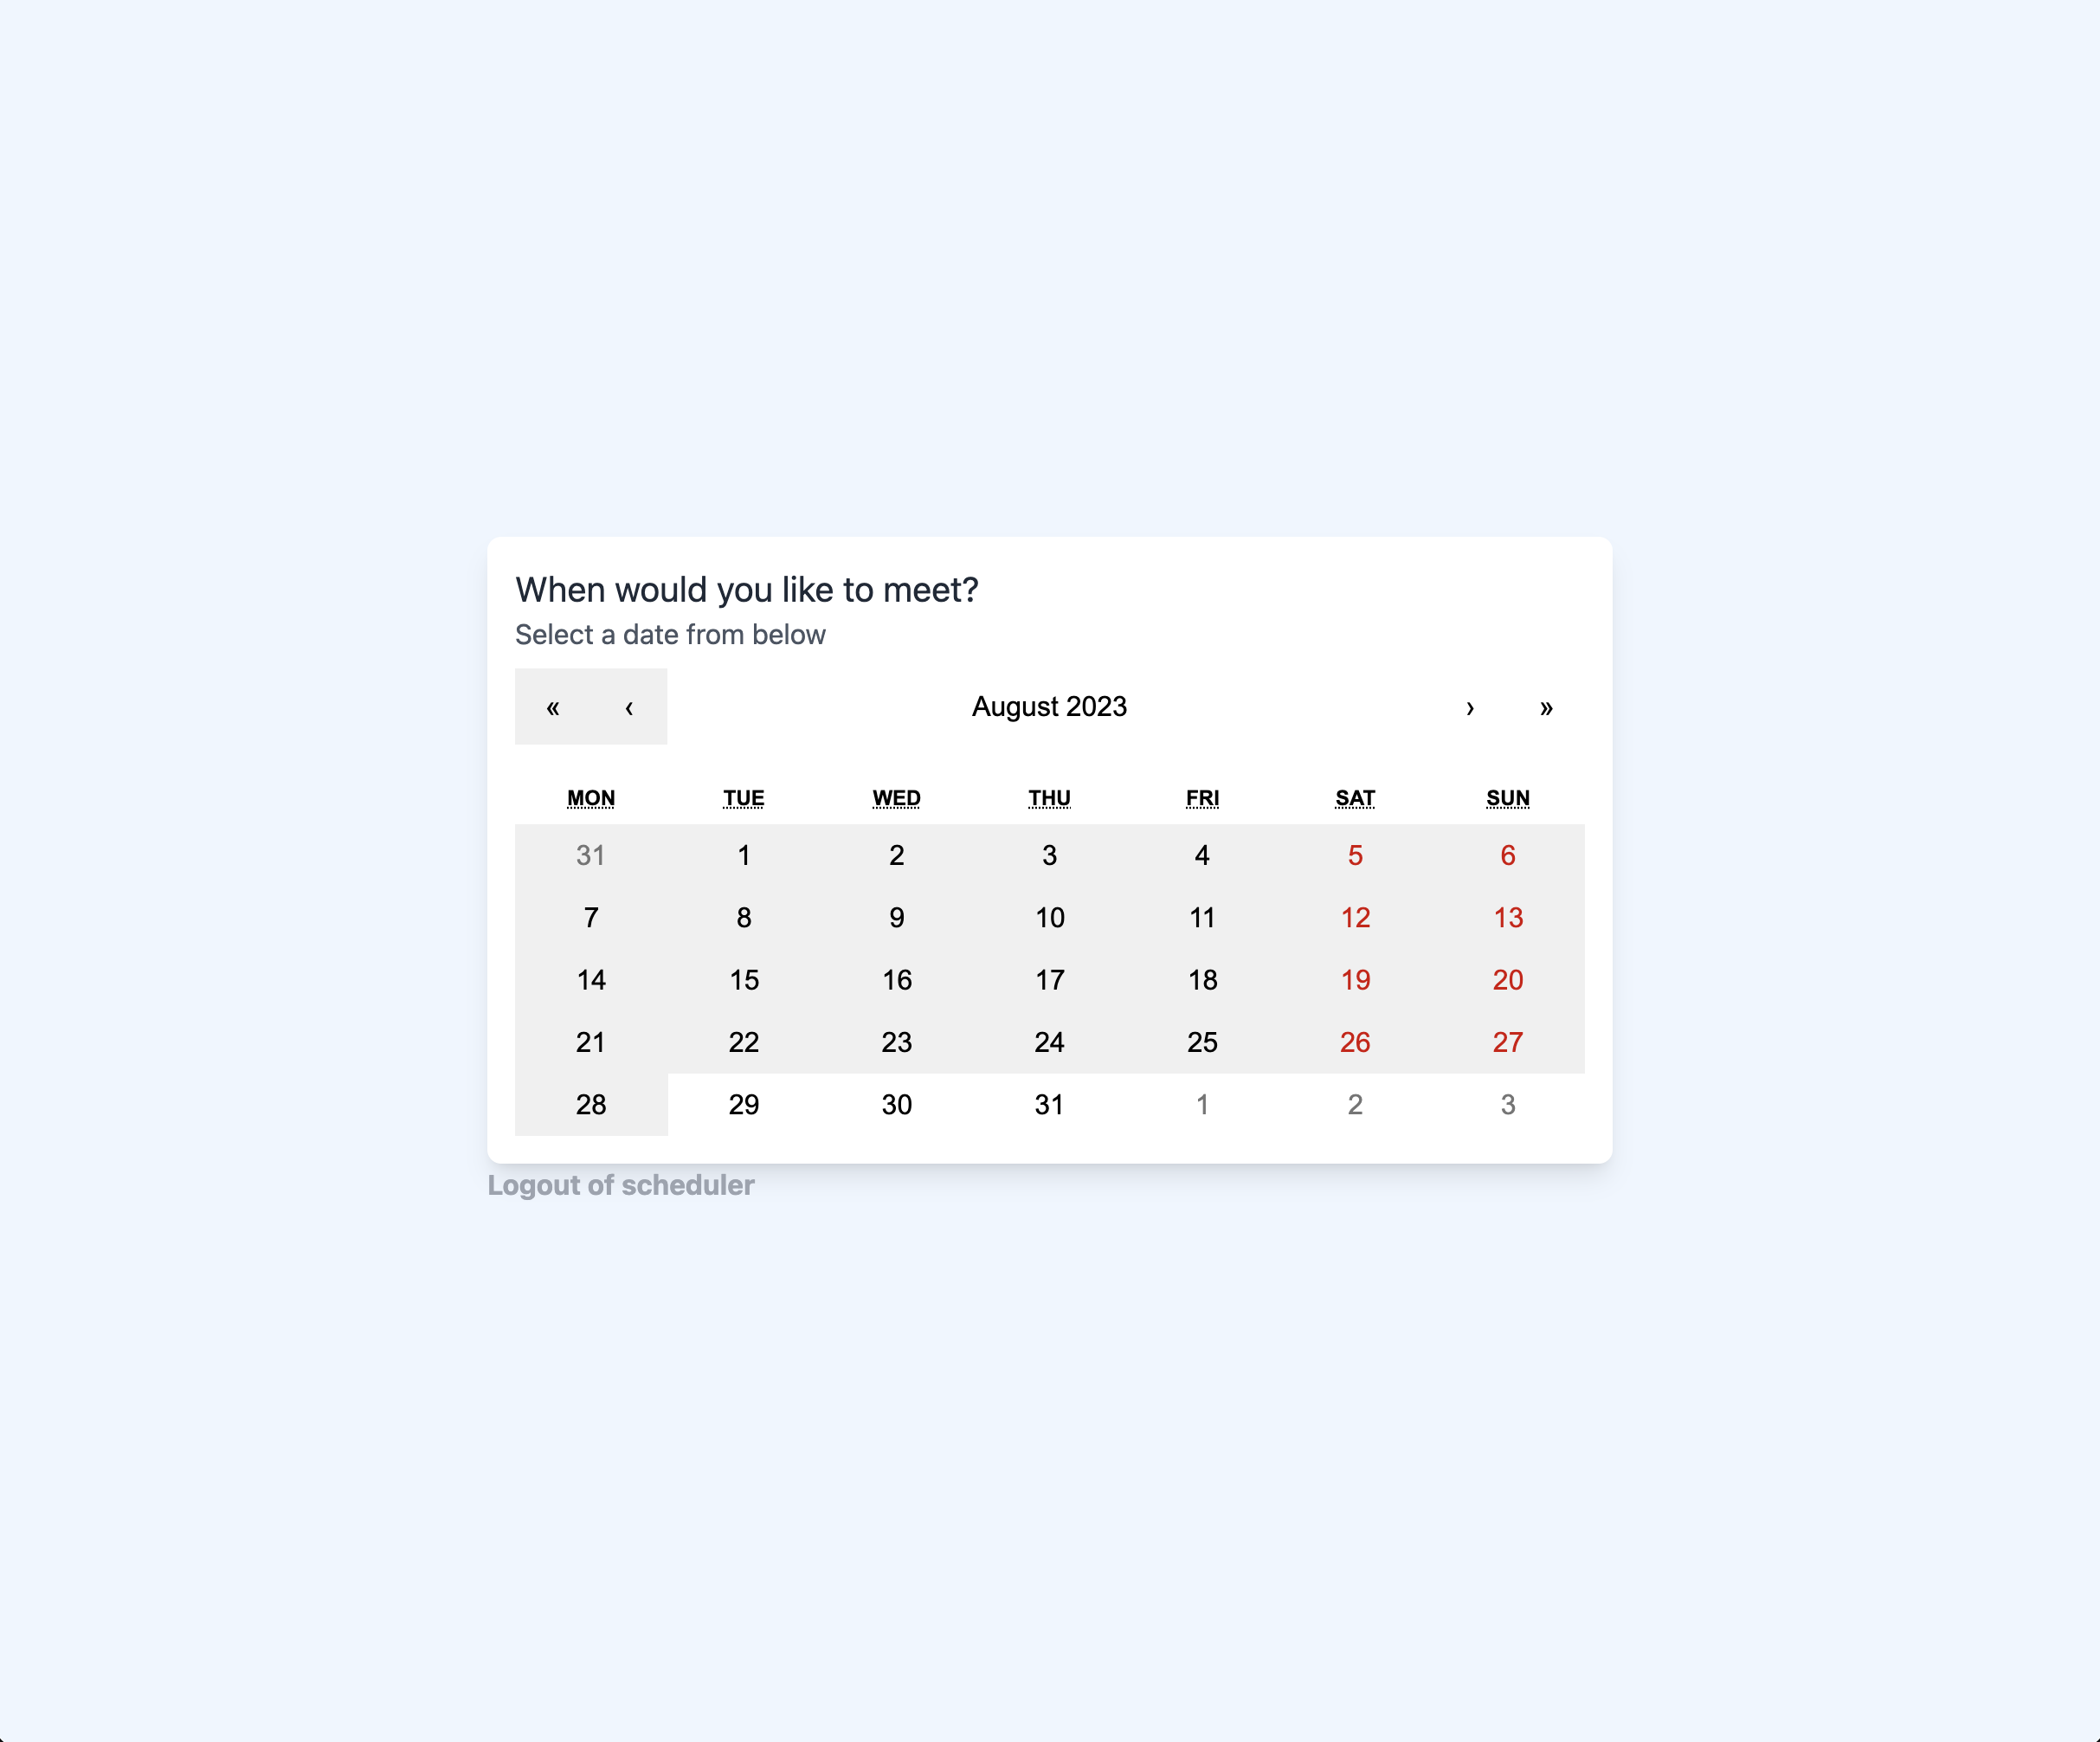 When would you like to meet?
Select a date from below
« ‹ August 2023 › »
MON TUE WED THU FRI SAT SUN
31 1 2 3 4 5 6
7 8 9 10 11 12 13
14 15 16 17 18 19 20
21 22 23 24 25 26 27
28 29 30 31 1 2 3
Logout of scheduler